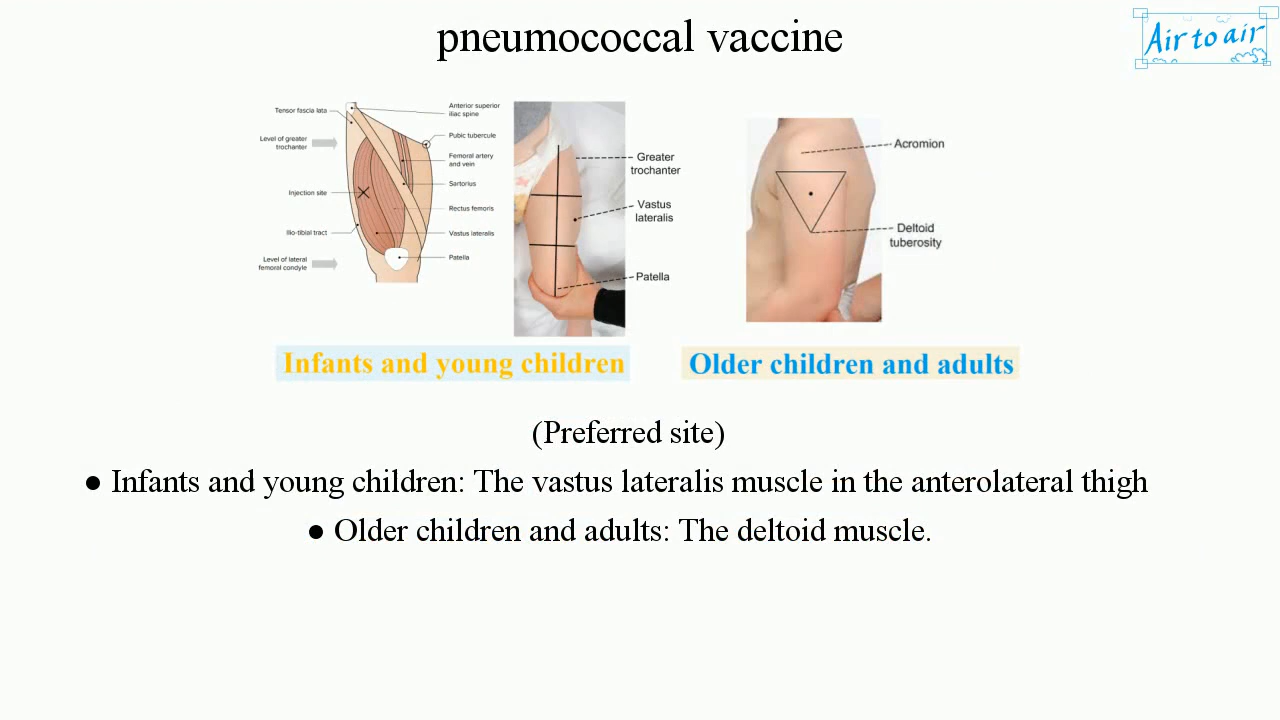 pneumococcal vaccine
Air to air
Tensor fascia lata
Level of greater
trochanter
Injection site
Ilio-tibial tract
Level of lateral
femoral condyle
Anterior superior
iliac spine
Pubic tubercule
Femoral artery
and vein
Sartorius
Rectus femoris
Vastus lateralis
Patella
Greater
trochanter
Vastus
lateralis
Patella
Acromion
Deltoid
tuberosity
Infants and young children
Older children and adults
(Preferred site)
● Infants and young children: The vastus lateralis muscle in the anterolateral thigh
● Older children and adults: The deltoid muscle.